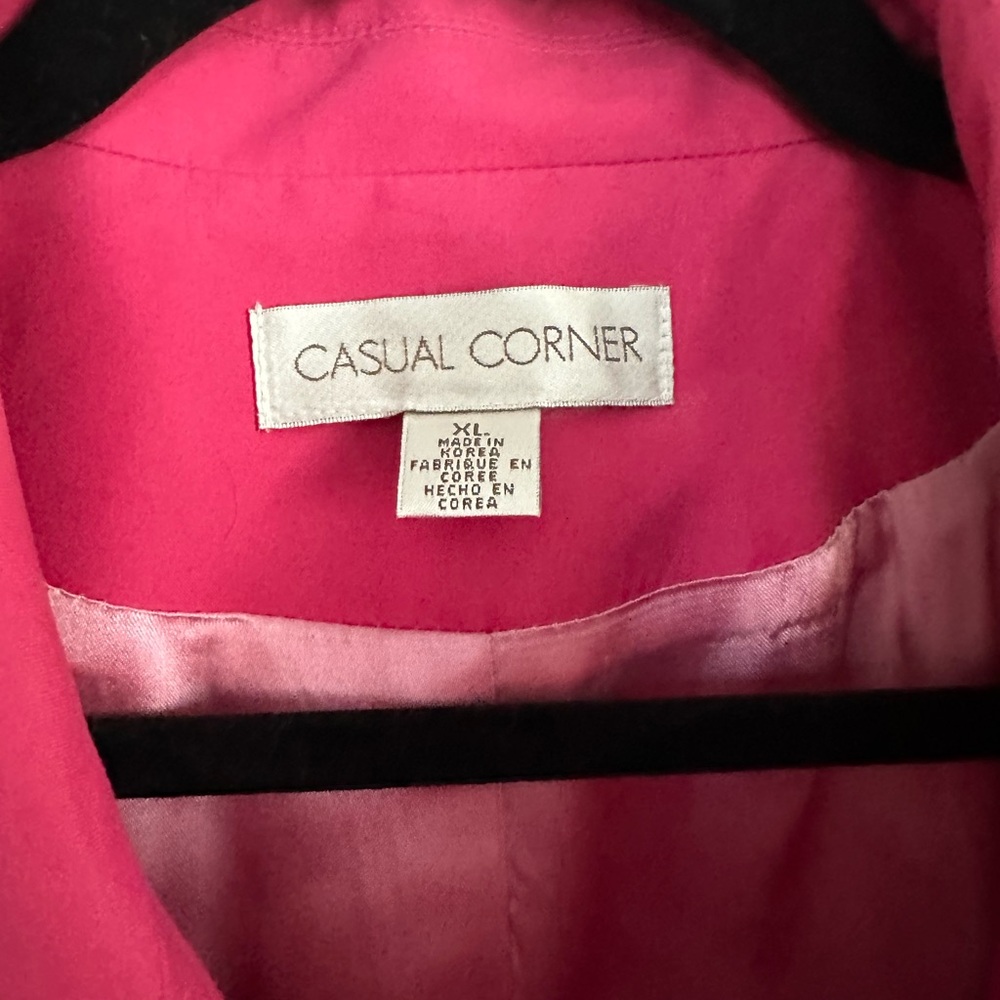 CASUAL CORNER
XL.
MADE IN
KOREA
FABRIQUE EN
COREE
HECHO EN
COREA